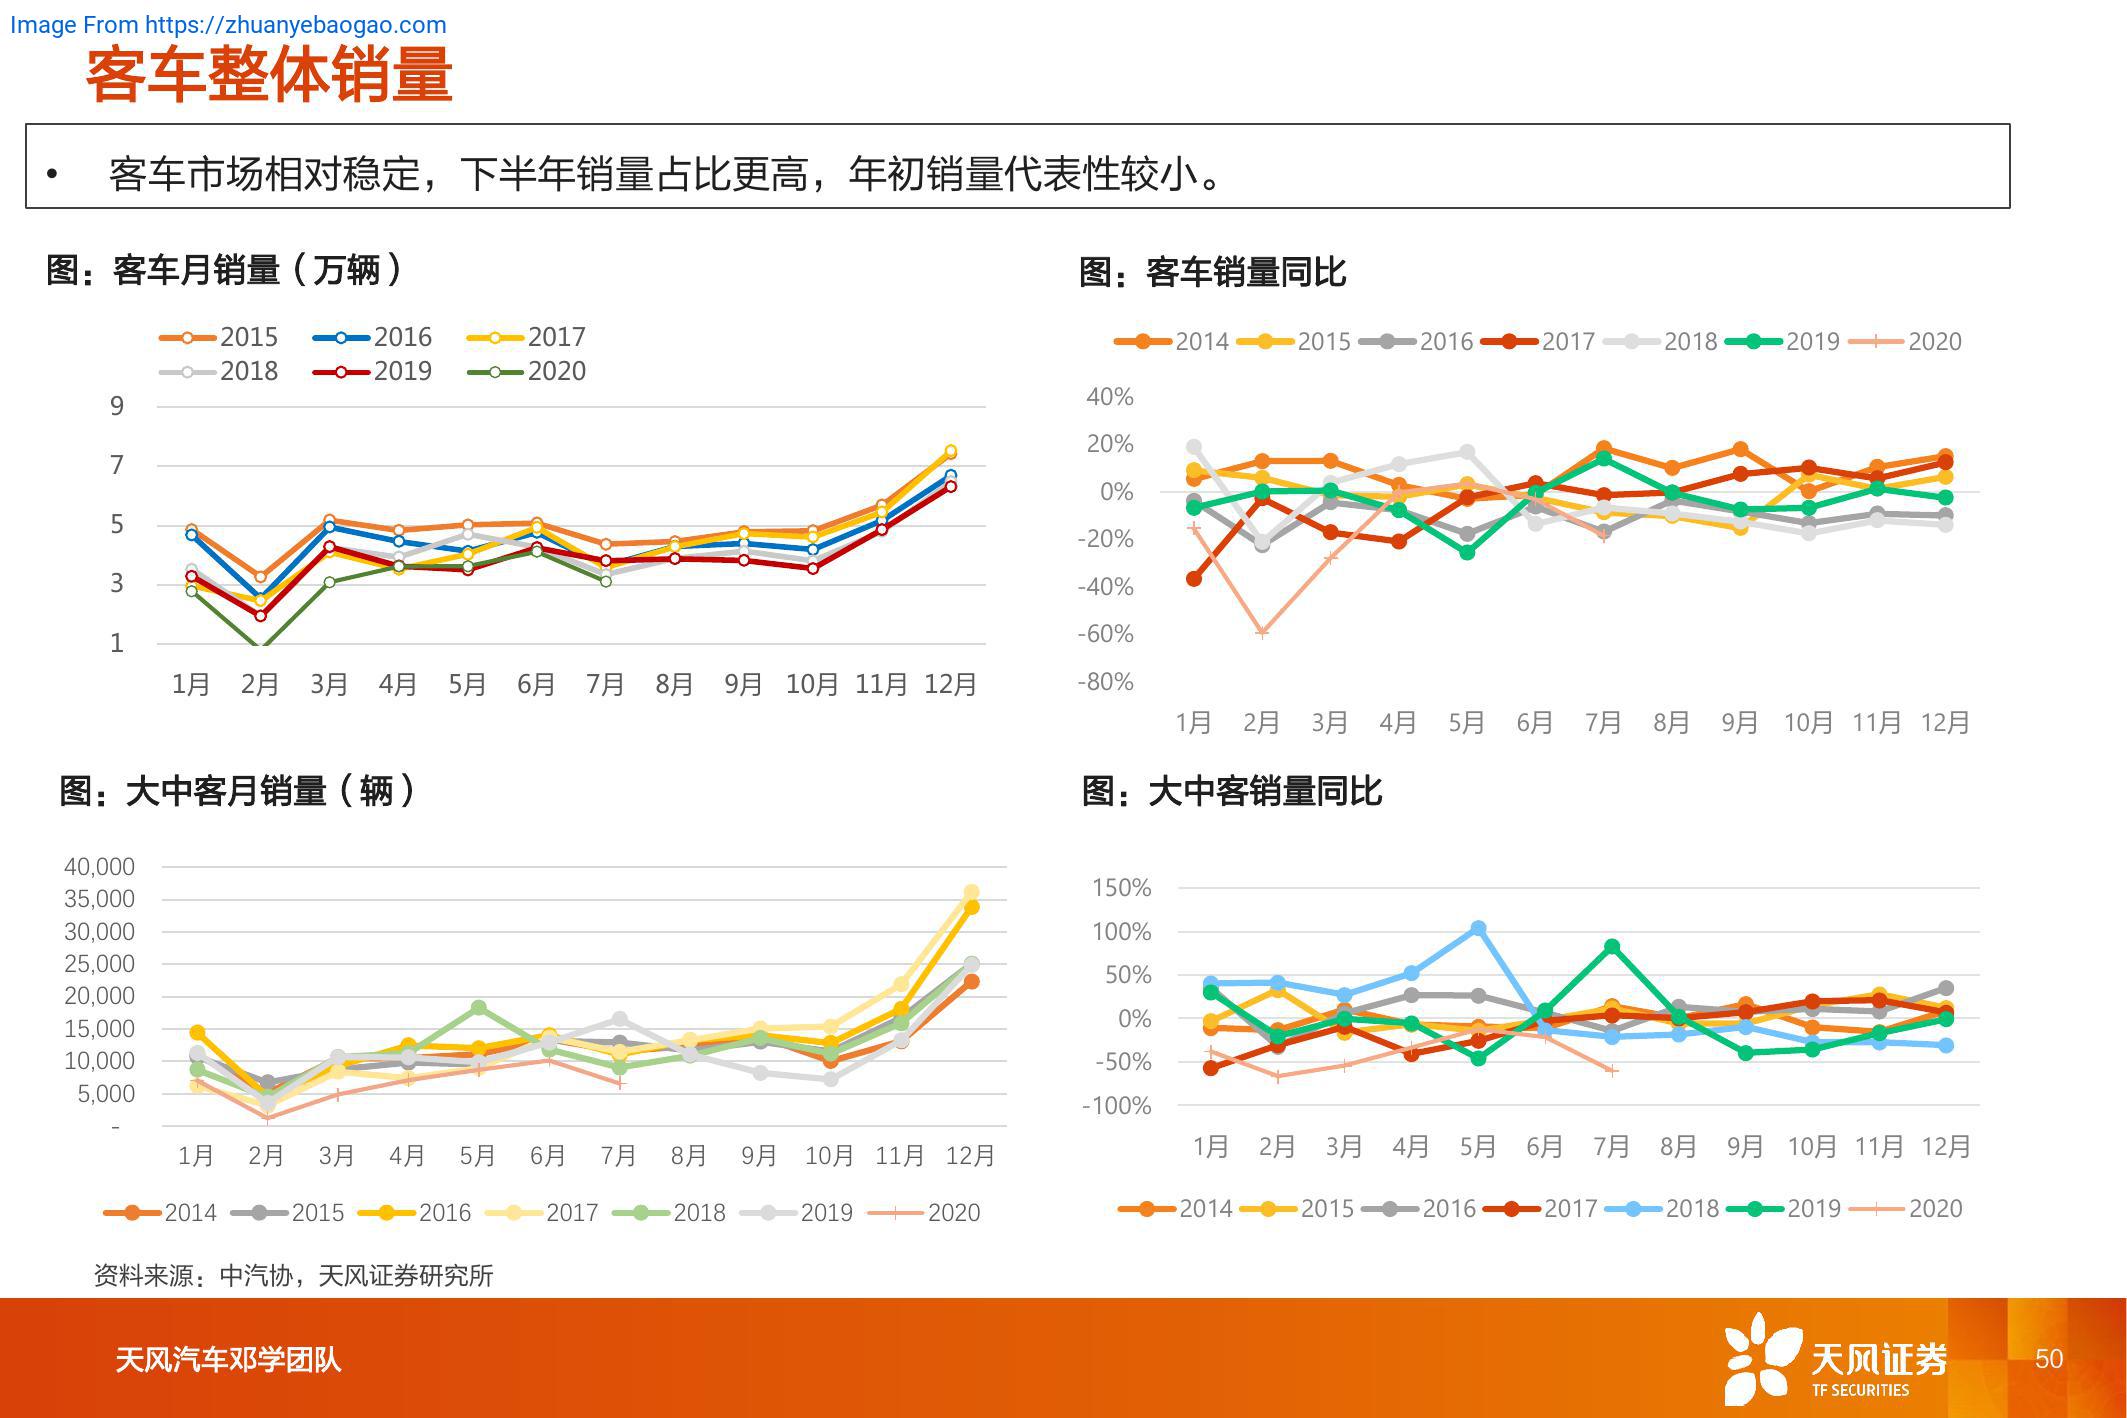 Image From https://zhuanyebaogao.com
客车整体销量
• 客车市场相对稳定，下半年销量占比更高，年初销量代表性较小。
图：客车月销量（万辆）
2015 2016 2017
2018 2019 2020
9
7
5
3
1
1月 2月 3月 4月 5月 6月 7月 8月 9月 10月 11月 12月
图：客车销量同比
2014 2015 2016 2017 2018 2019 2020
40%
20%
0%
-20%
-40%
-60%
-80%
1月 2月 3月 4月 5月 6月 7月 8月 9月 10月 11月 12月
图：大中客月销量（辆）
40,000
35,000
30,000
25,000
20,000
15,000
10,000
5,000
-
1月 2月 3月 4月 5月 6月 7月 8月 9月 10月 11月 12月
2014 2015 2016 2017 2018 2019 2020
图：大中客销量同比
150%
100%
50%
0%
-50%
-100%
1月 2月 3月 4月 5月 6月 7月 8月 9月 10月 11月 12月
2014 2015 2016 2017 2018 2019 2020
资料来源：中汽协，天风证券研究所
天风汽车邓学团队
天风证券
TF SECURITIES
50